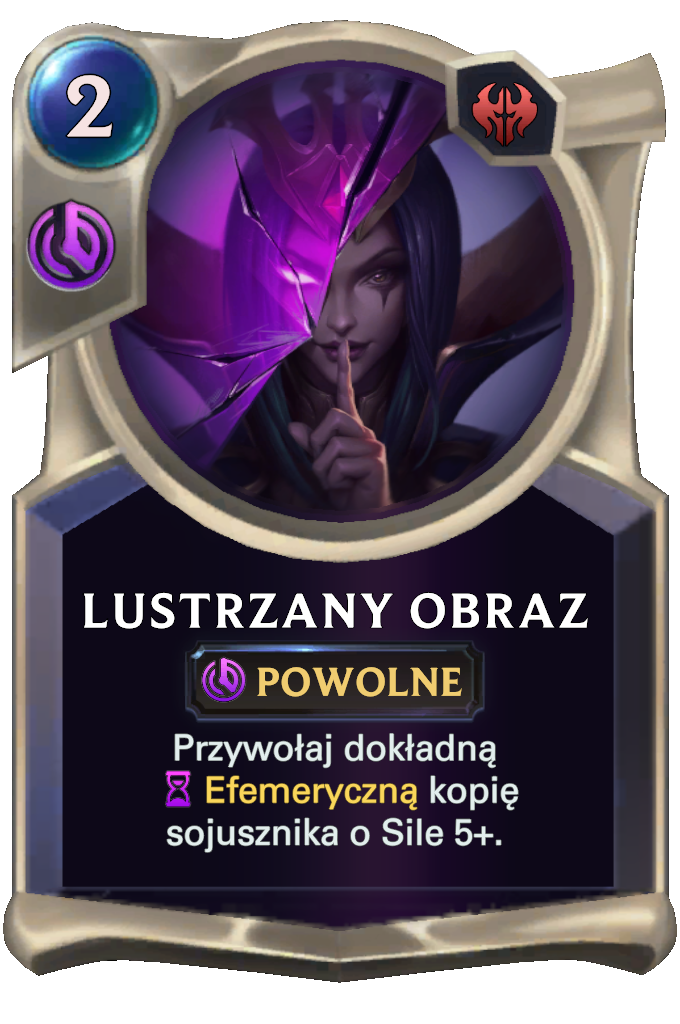 2
LUSTRZANY OBRAZ
POWOLNE
Przywołaj dokładną
Efemeryczną kopię
sojusznika o Sile 5+.